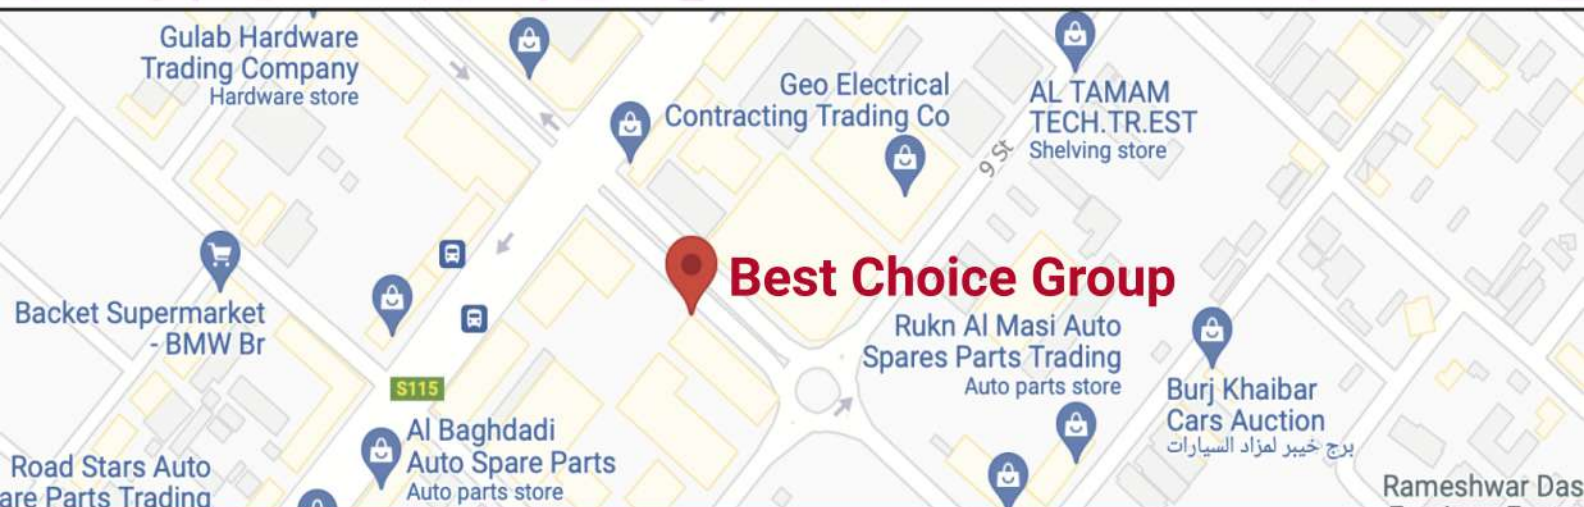 Gulab Hardware
Trading Company
Hardware store
Geo Electrical
Contracting Trading Co
AL TAMAM
TECH.TR.EST
Shelving store
9 St
Backet Supermarket
- BMW Br
Best Choice Group
Rukn Al Masi Auto
Spares Parts Trading
Auto parts store
S115
Burj Khaibar
Cars Auction
برج خيبر لمزاد السيارات
Al Baghdadi
Auto Spare Parts
Auto parts store
Road Stars Auto
are Parts Trading
Rameshwar Das